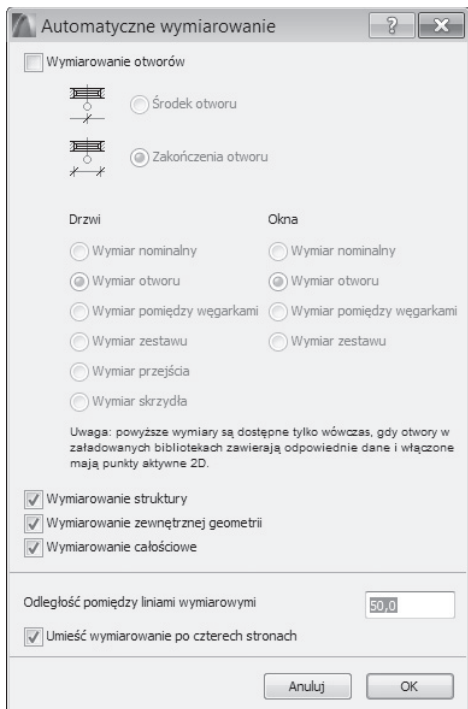 Automatyczne wymiarowanie
Wymiarowanie otworów
Środek otworu
Zakończenia otworu
Drzwi
Okna
Wymiar nominalny
Wymiar nominalny
Wymiar otworu
Wymiar otworu
Wymiar pomiędzy węgarkami
Wymiar pomiędzy węgarkami
Wymiar zestawu
Wymiar zestawu
Wymiar przejścia
Wymiar skrzydła
Uwaga: powyższe wymiary są dostępne tylko wówczas, gdy otwory w
załadowanych bibliotekach zawierają odpowiednie dane i włączone
mają punkty aktywne 2D.
Wymiarowanie struktury
Wymiarowanie zewnętrznej geometrii
Wymiarowanie całościowe
Odległość pomiędzy liniami wymiarowymi
50,0
Umieść wymiarowanie po czterech stronach
Anuluj
OK